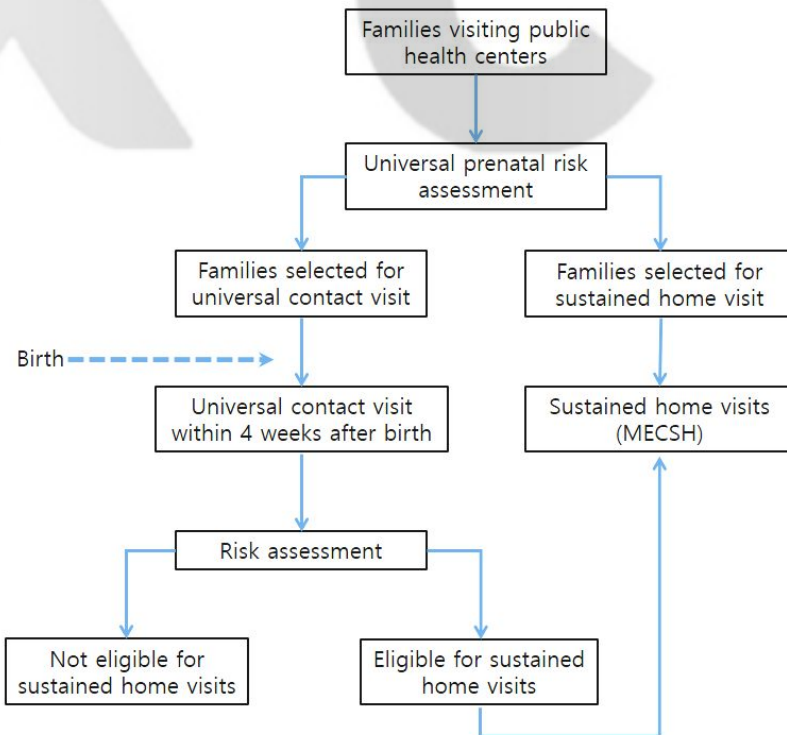 Families visiting public
health centers
Universal prenatal risk
assessment
Families selected for
universal contact visit
Families selected for
sustained home visit
Birth
Universal contact visit
within 4 weeks after birth
Sustained home visits
(MECSH)
Risk assessment
Not eligible for
sustained home visits
Eligible for sustained
home visits